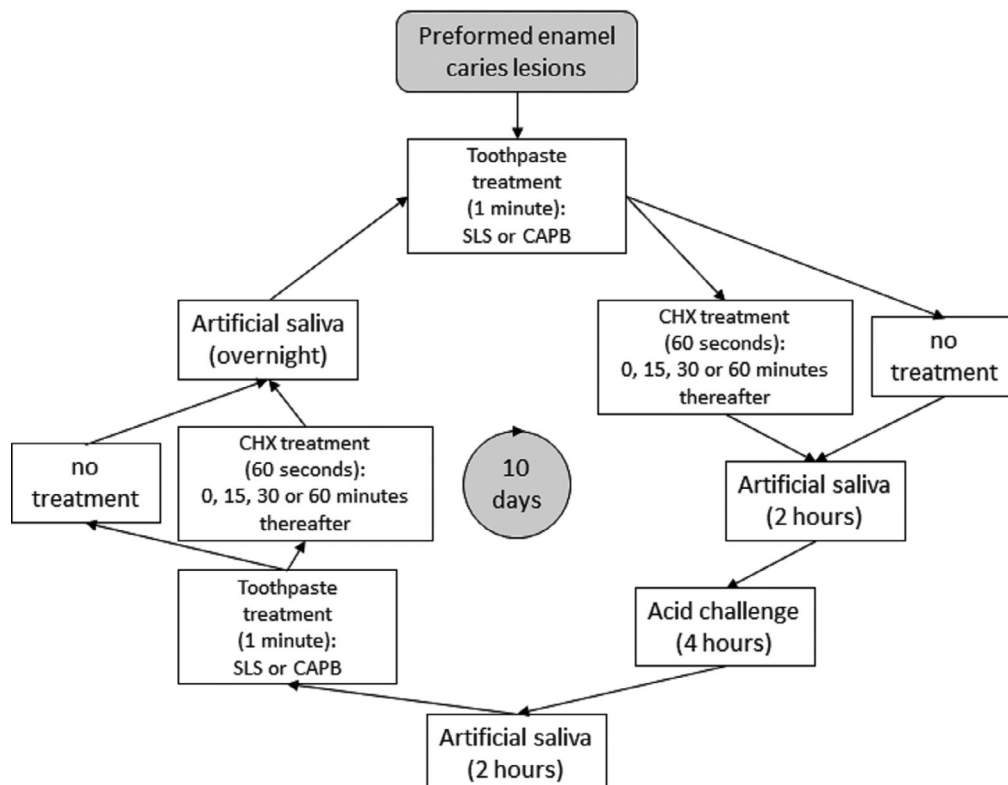 Preformed enamel
caries lesions
Toothpaste
treatment
(1 minute):
SLS or CAPB
CHX treatment
(60 seconds):
0, 15, 30 or 60 minutes
thereafter
no
treatment
Artificial saliva
(2 hours)
Acid challenge
(4 hours)
Artificial saliva
(2 hours)
Toothpaste
treatment
(1 minute):
SLS or CAPB
CHX treatment
(60 seconds):
0, 15, 30 or 60 minutes
thereafter
no
treatment
Artificial saliva
(overnight)
10
days